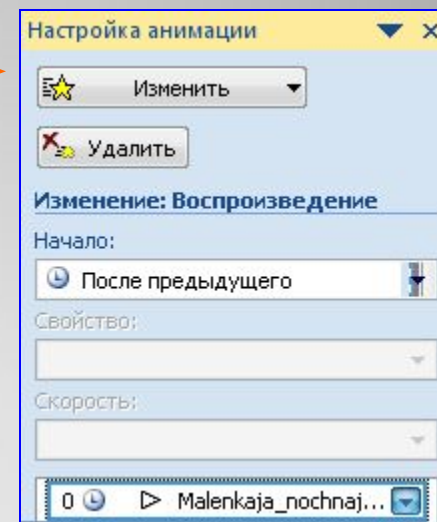 Настройка анимации
Изменить
Удалить
Изменение: Воспроизведение
Начало:
После предыдущего
Свойство:
Скорость:
0 Malenkaja_nochnaj...